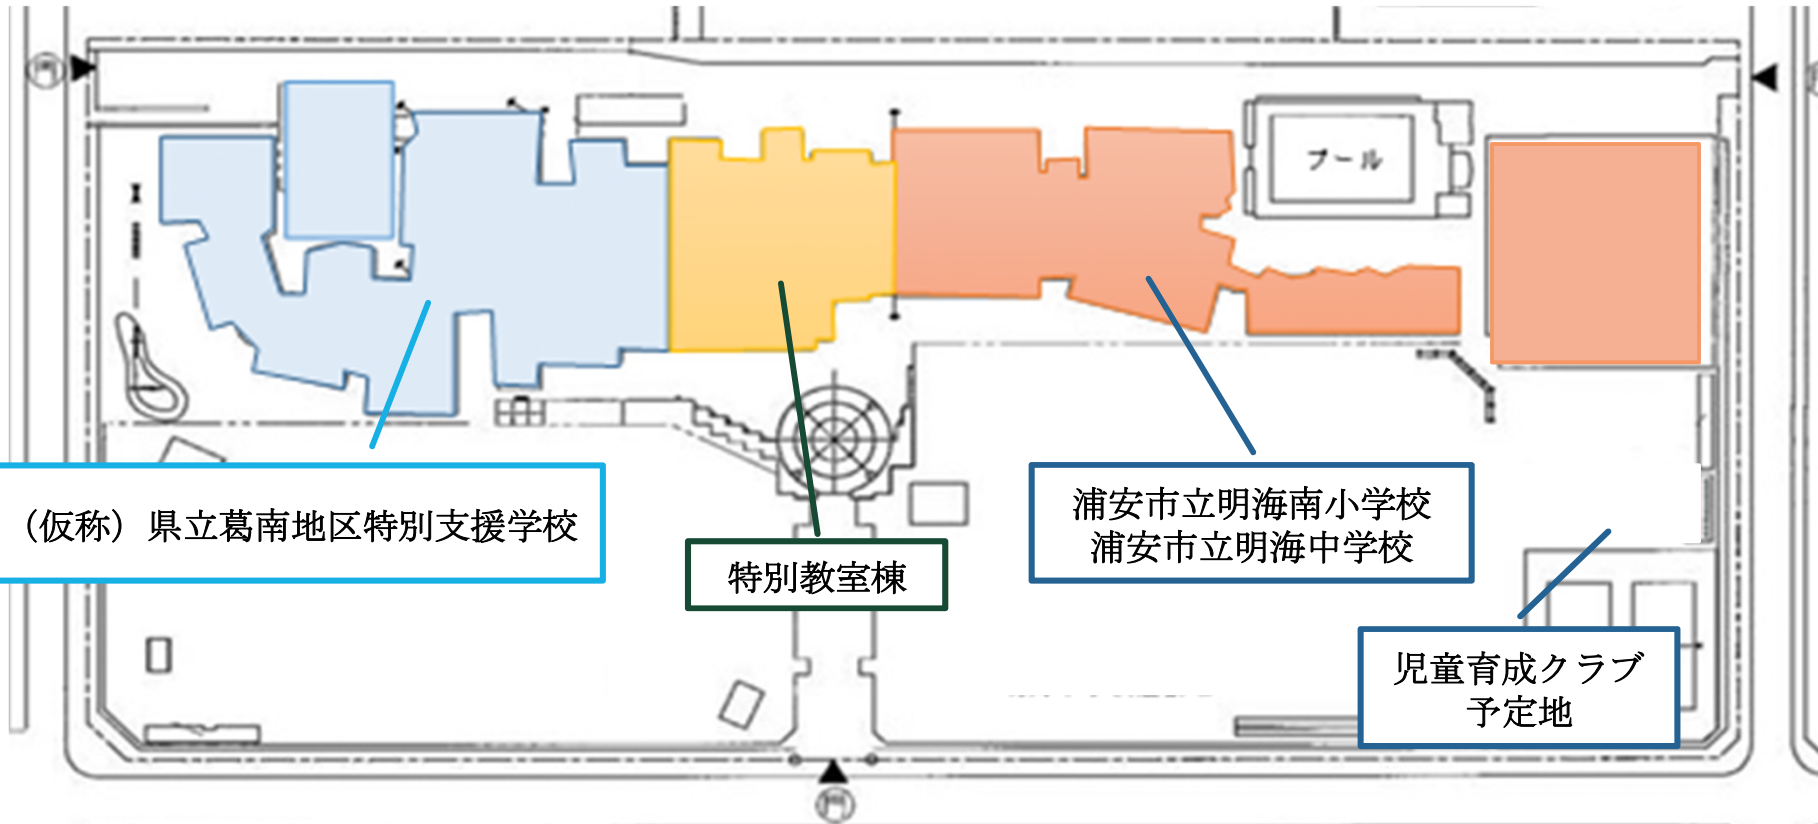 門
プール
（仮称）県立葛南地区特別支援学校
浦安市立明海南小学校
浦安市立明海中学校
特別教室棟
児童育成クラブ
予定地
門